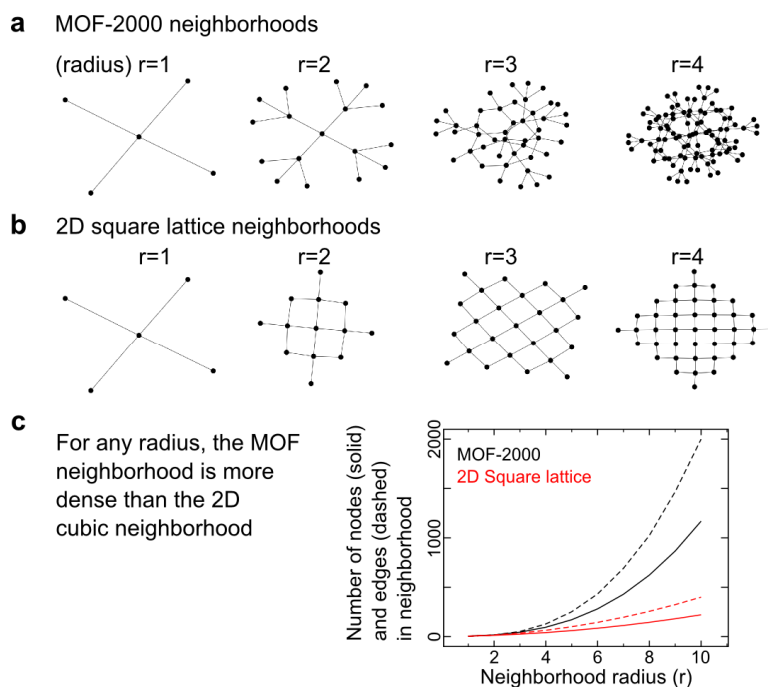 a MOF-2000 neighborhoods
(radius) r=1 r=2 r=3 r=4
b 2D square lattice neighborhoods
r=1 r=2 r=3 r=4
c
For any radius, the MOF
neighborhood is more
dense than the 2D
cubic neighborhood
Number of nodes (solid)
and edges (dashed)
in neighborhood
2000
1000
0
MOF-2000
2D Square lattice
2 4 6 8 10
Neighborhood radius (r)